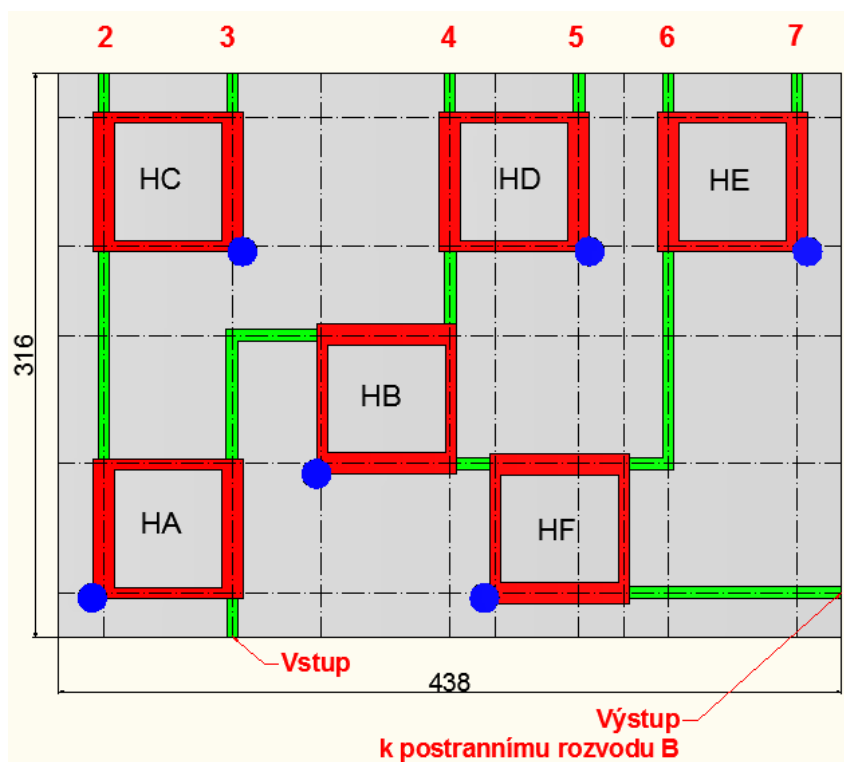 2 3 4 5 6 7
HC HD HE
316
HB
HA HF
Vstup
438
Výstup
k postrannímu rozvodu B